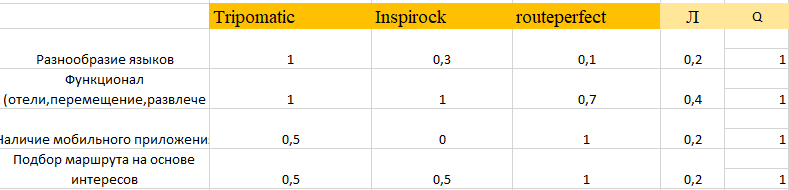 Tripomatic Inspirock routeperfect Л Q
Разнообразие языков 1 0,3 0,1 0,2 1
Функционал
(отели,перемещение,развлече 1 1 0,7 0,4 1
Наличие мобильного приложени 0,5 0 1 0,2 1
Подбор маршрута на основе
интересов 0,5 0,5 1 0,2 1